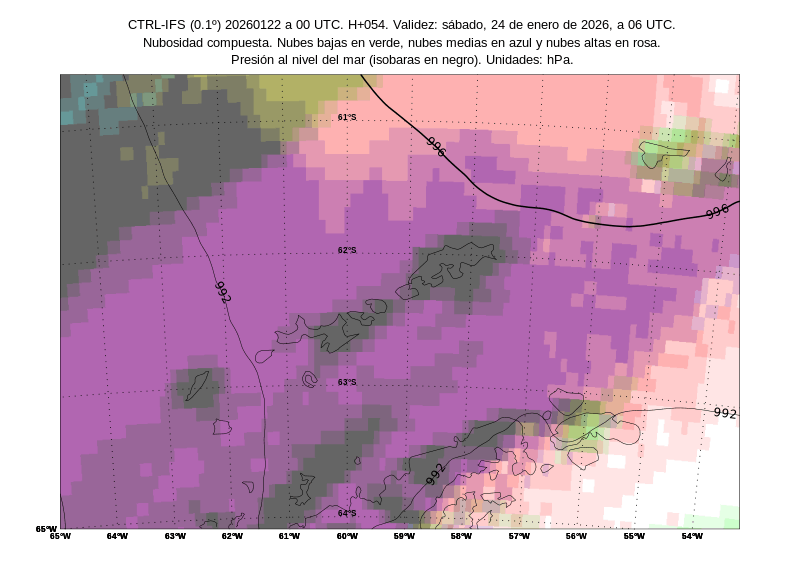 CTRL-IFS (0.1º) 20260122 a 00 UTC. H+054. Validez: sábado, 24 de enero de 2026, a 06 UTC.
Nubosidad compuesta. Nubes bajas en verde, nubes medias en azul y nubes altas en rosa.
Presión al nivel del mar (isobaras en negro). Unidades: hPa.
61°S
996
996
62°S
992
63°S
992
992
64°S
65°W
65°W 64°W 63°W 62°W 61°W 60°W 59°W 58°W 57°W 56°W 55°W 54°W